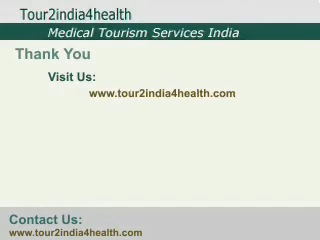 Tour2india4health
Medical Tourism Services India
Thank You
Visit Us:
www.tour2india4health.com
Contact Us:
www.tour2india4health.com